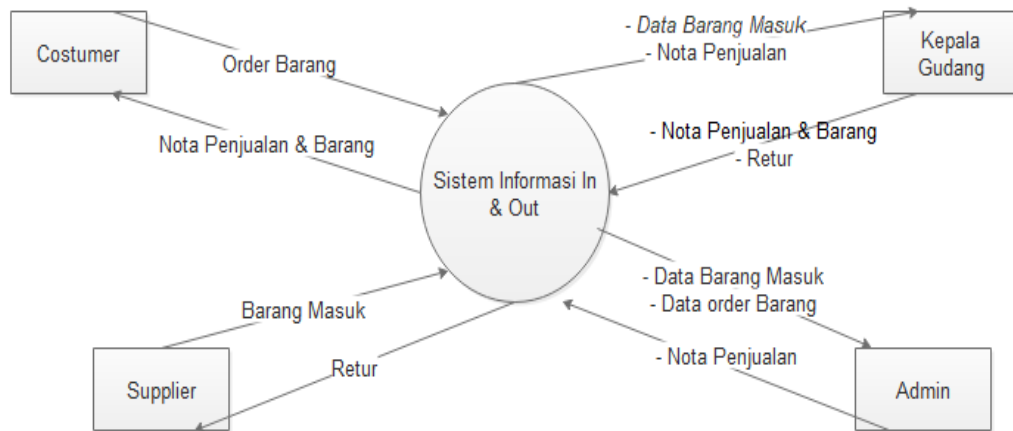 Costumer
Order Barang
Nota Penjualan & Barang
- Data Barang Masuk
- Nota Penjualan
Kepala
Gudang
- Nota Penjualan & Barang
- Retur
Sistem Informasi In
& Out
- Data Barang Masuk
- Data order Barang
- Nota Penjualan
Barang Masuk
Retur
Supplier
Admin